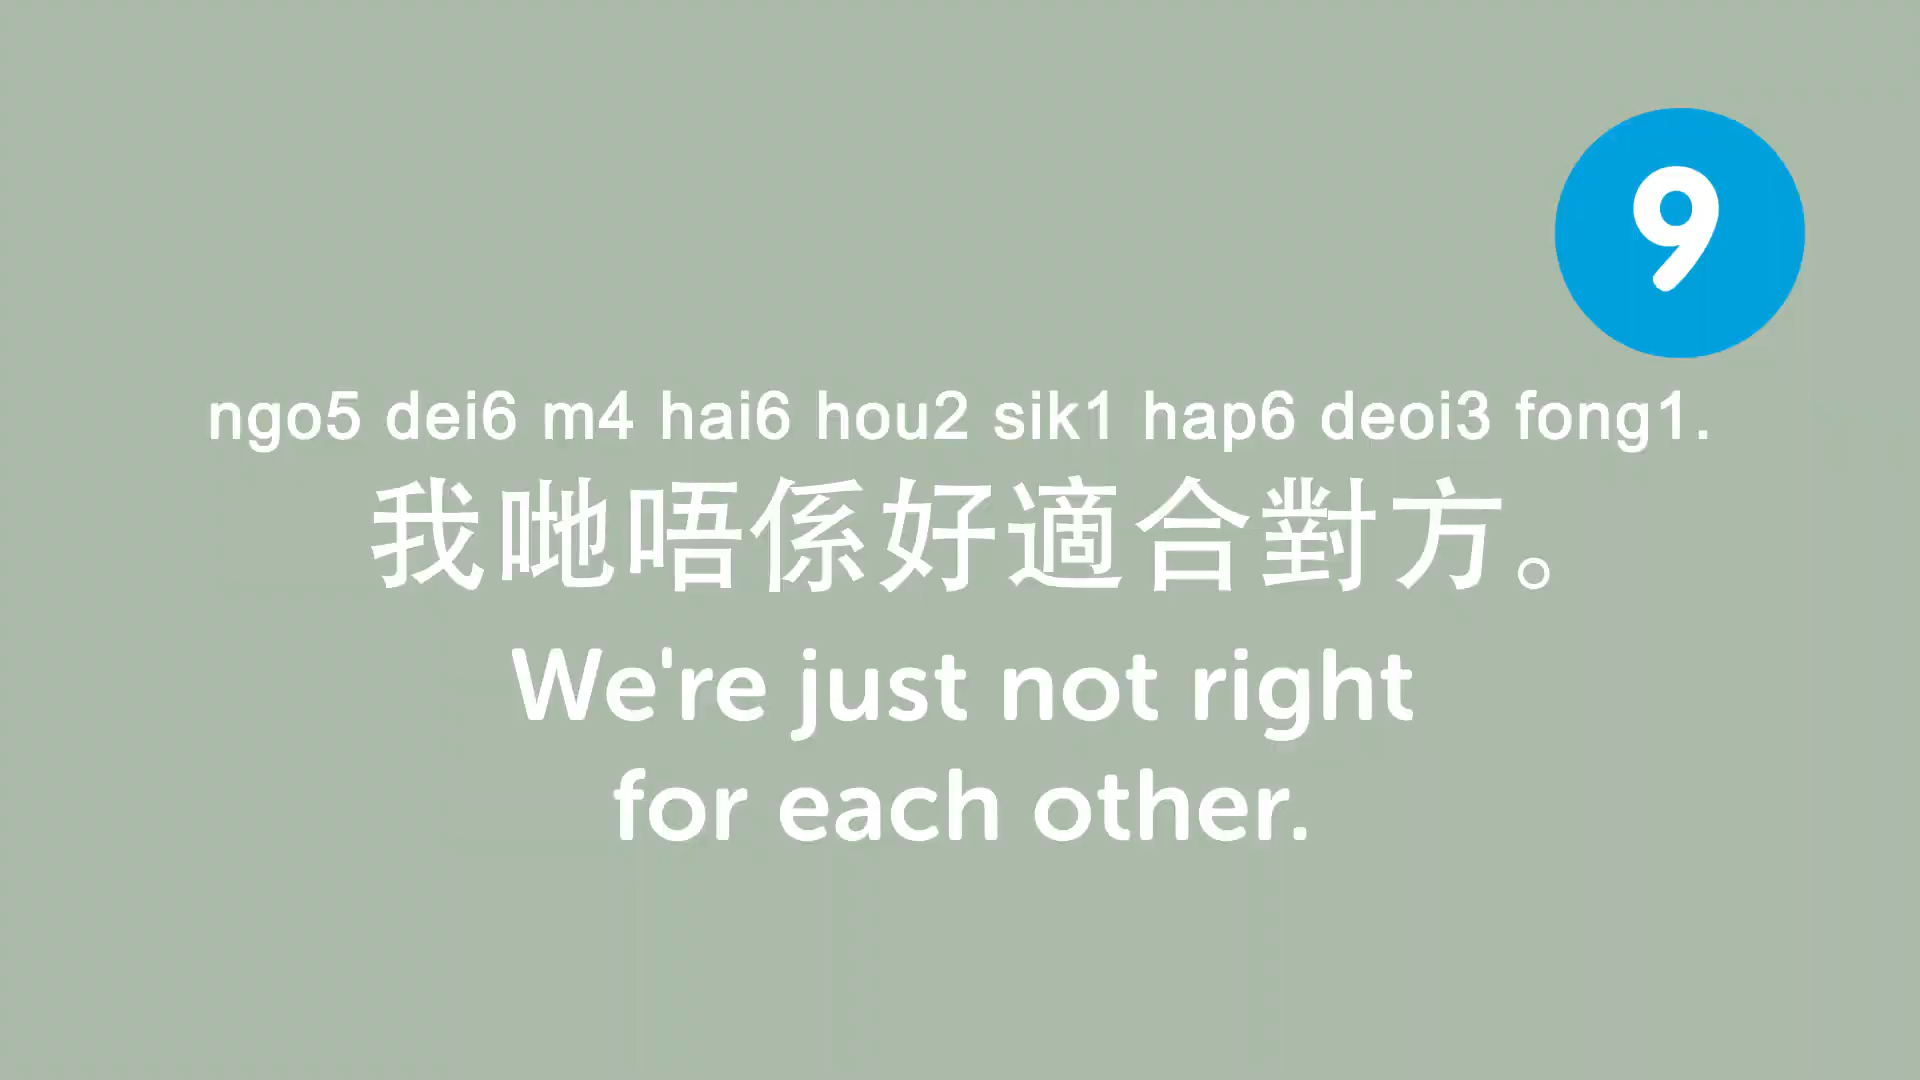 9
ngo5 dei6 m4 hai6 hou2 sik1 hap6 deoi3 fong1.
我哋唔係好適合對方。
We're just not right
for each other.